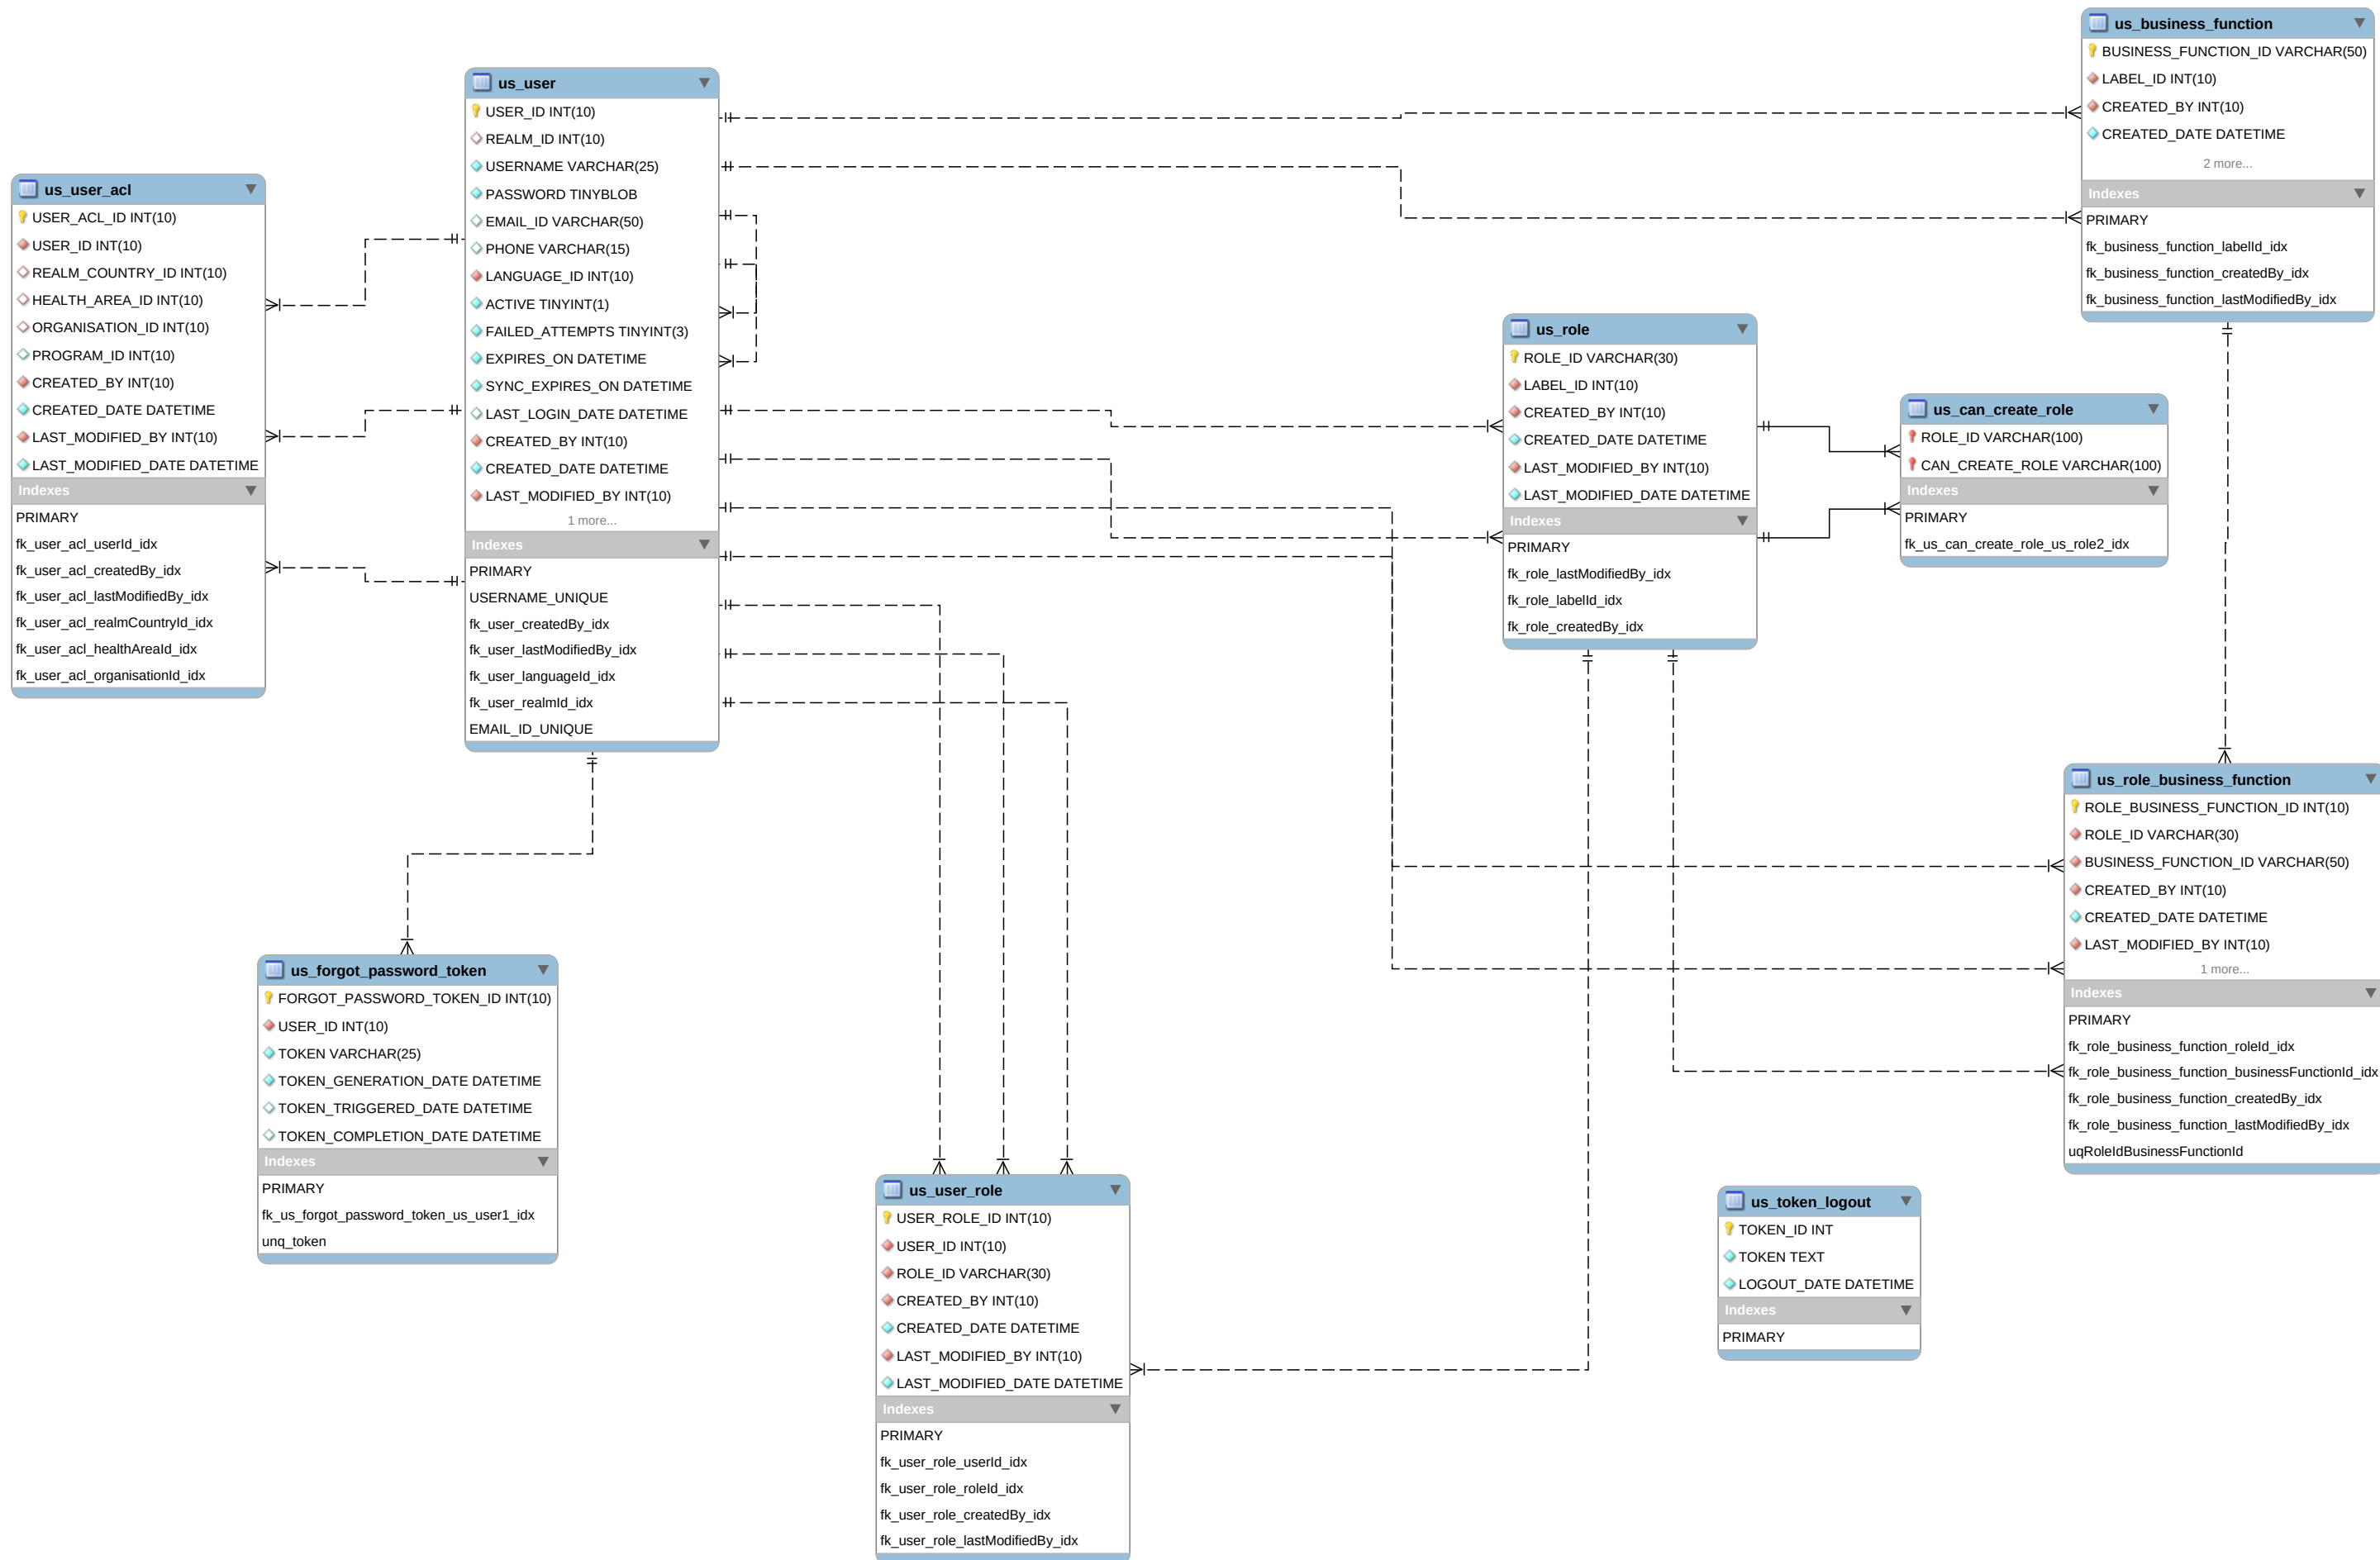 us_business_function
BUSINESS_FUNCTION_ID VARCHAR(50)
LABEL_ID INT(10)
CREATED_BY INT(10)
CREATED_DATE DATETIME
2 more...
Indexes
PRIMARY
fk_business_function_labelId_idx
fk_business_function_createdBy_idx
fk_business_function_lastModifiedBy_idx
us_user
USER_ID INT(10)
REALM_ID INT(10)
USERNAME VARCHAR(25)
PASSWORD TINYBLOB
EMAIL_ID VARCHAR(50)
PHONE VARCHAR(15)
LANGUAGE_ID INT(10)
ACTIVE TINYINT(1)
FAILED_ATTEMPTS TINYINT(3)
EXPIRES_ON DATETIME
SYNC_EXPIRES_ON DATETIME
LAST_LOGIN_DATE DATETIME
CREATED_BY INT(10)
CREATED_DATE DATETIME
LAST_MODIFIED_BY INT(10)
1 more...
Indexes
PRIMARY
USERNAME_UNIQUE
fk_user_createdBy_idx
fk_user_lastModifiedBy_idx
fk_user_languageId_idx
fk_user_realmId_idx
EMAIL_ID_UNIQUE
us_user_acl
USER_ACL_ID INT(10)
USER_ID INT(10)
REALM_COUNTRY_ID INT(10)
HEALTH_AREA_ID INT(10)
ORGANISATION_ID INT(10)
PROGRAM_ID INT(10)
CREATED_BY INT(10)
CREATED_DATE DATETIME
LAST_MODIFIED_BY INT(10)
LAST_MODIFIED_DATE DATETIME
Indexes
PRIMARY
fk_user_acl_userId_idx
fk_user_acl_createdBy_idx
fk_user_acl_lastModifiedBy_idx
fk_user_acl_realmCountryId_idx
fk_user_acl_healthAreaId_idx
fk_user_acl_organisationId_idx
us_role
ROLE_ID VARCHAR(30)
LABEL_ID INT(10)
CREATED_BY INT(10)
CREATED_DATE DATETIME
LAST_MODIFIED_BY INT(10)
LAST_MODIFIED_DATE DATETIME
Indexes
PRIMARY
fk_role_lastModifiedBy_idx
fk_role_labelId_idx
fk_role_createdBy_idx
us_can_create_role
ROLE_ID VARCHAR(100)
CAN_CREATE_ROLE VARCHAR(100)
Indexes
PRIMARY
fk_us_can_create_role_us_role2_idx
us_role_business_function
ROLE_BUSINESS_FUNCTION_ID INT(10)
ROLE_ID VARCHAR(30)
BUSINESS_FUNCTION_ID VARCHAR(50)
CREATED_BY INT(10)
CREATED_DATE DATETIME
LAST_MODIFIED_BY INT(10)
1 more...
Indexes
PRIMARY
fk_role_business_function_roleId_idx
fk_role_business_function_businessFunctionId_idx
fk_role_business_function_createdBy_idx
fk_role_business_function_lastModifiedBy_idx
uqRoleIdBusinessFunctionId
us_forgot_password_token
FORGOT_PASSWORD_TOKEN_ID INT(10)
USER_ID INT(10)
TOKEN VARCHAR(25)
TOKEN_GENERATION_DATE DATETIME
TOKEN_TRIGGERED_DATE DATETIME
TOKEN_COMPLETION_DATE DATETIME
Indexes
PRIMARY
fk_us_forgot_password_token_us_user1_idx
unq_token
us_user_role
USER_ROLE_ID INT(10)
USER_ID INT(10)
ROLE_ID VARCHAR(30)
CREATED_BY INT(10)
CREATED_DATE DATETIME
LAST_MODIFIED_BY INT(10)
LAST_MODIFIED_DATE DATETIME
Indexes
PRIMARY
fk_user_role_userId_idx
fk_user_role_roleId_idx
fk_user_role_createdBy_idx
fk_user_role_lastModifiedBy_idx
us_token_logout
TOKEN_ID INT
TOKEN TEXT
LOGOUT_DATE DATETIME
Indexes
PRIMARY